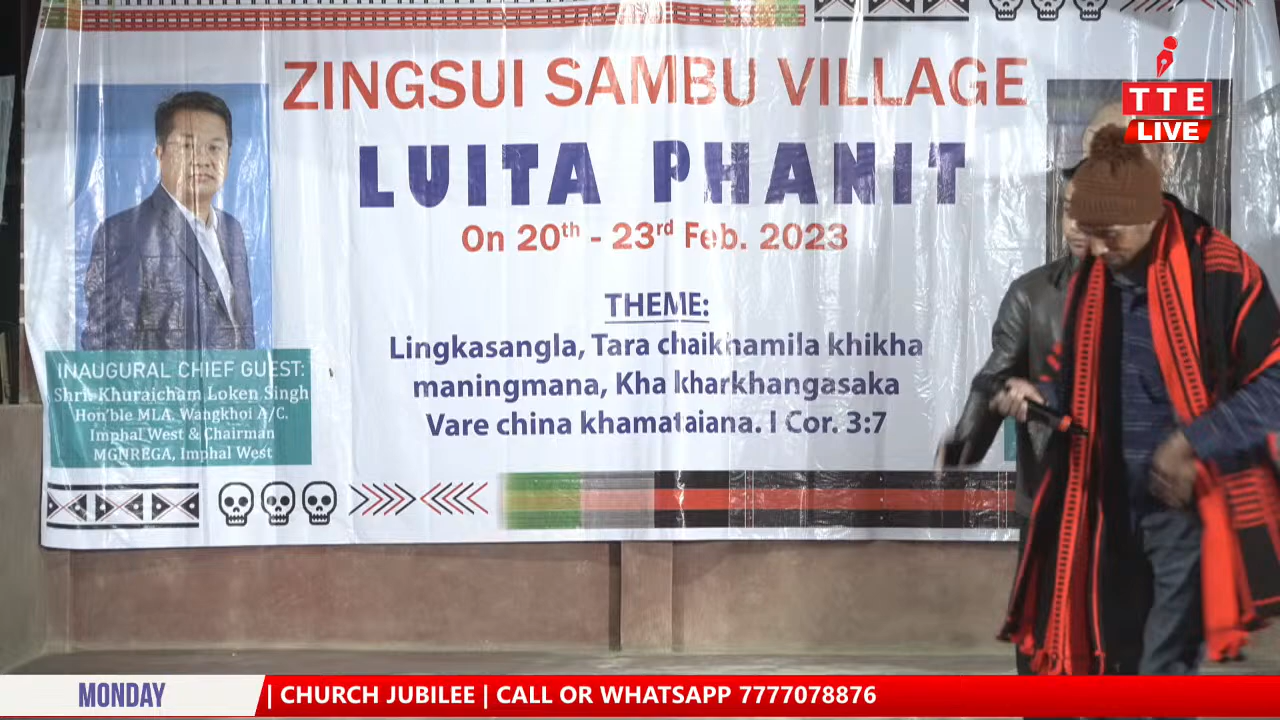 ZINGSUI SAMBU VILLAGE
LUITA PHANIT
On 20th - 23rd Feb. 2023
THEME:
Lingkasangla, Tara chaikhamila khikha
maningmana, Kha kharkhangasaka
Vare china khamataiana. I Cor. 3:7
INAUGURAL CHIEF GUEST:
Shri. Khuraicham Loken Singh
Hon'ble MLA. Wangkhoi A/C.
Imphal West & Chairman
MGNREGA, Imphal West
TTE
LIVE
MONDAY
| CHURCH JUBILEE | CALL OR WHATSAPP 7777078876